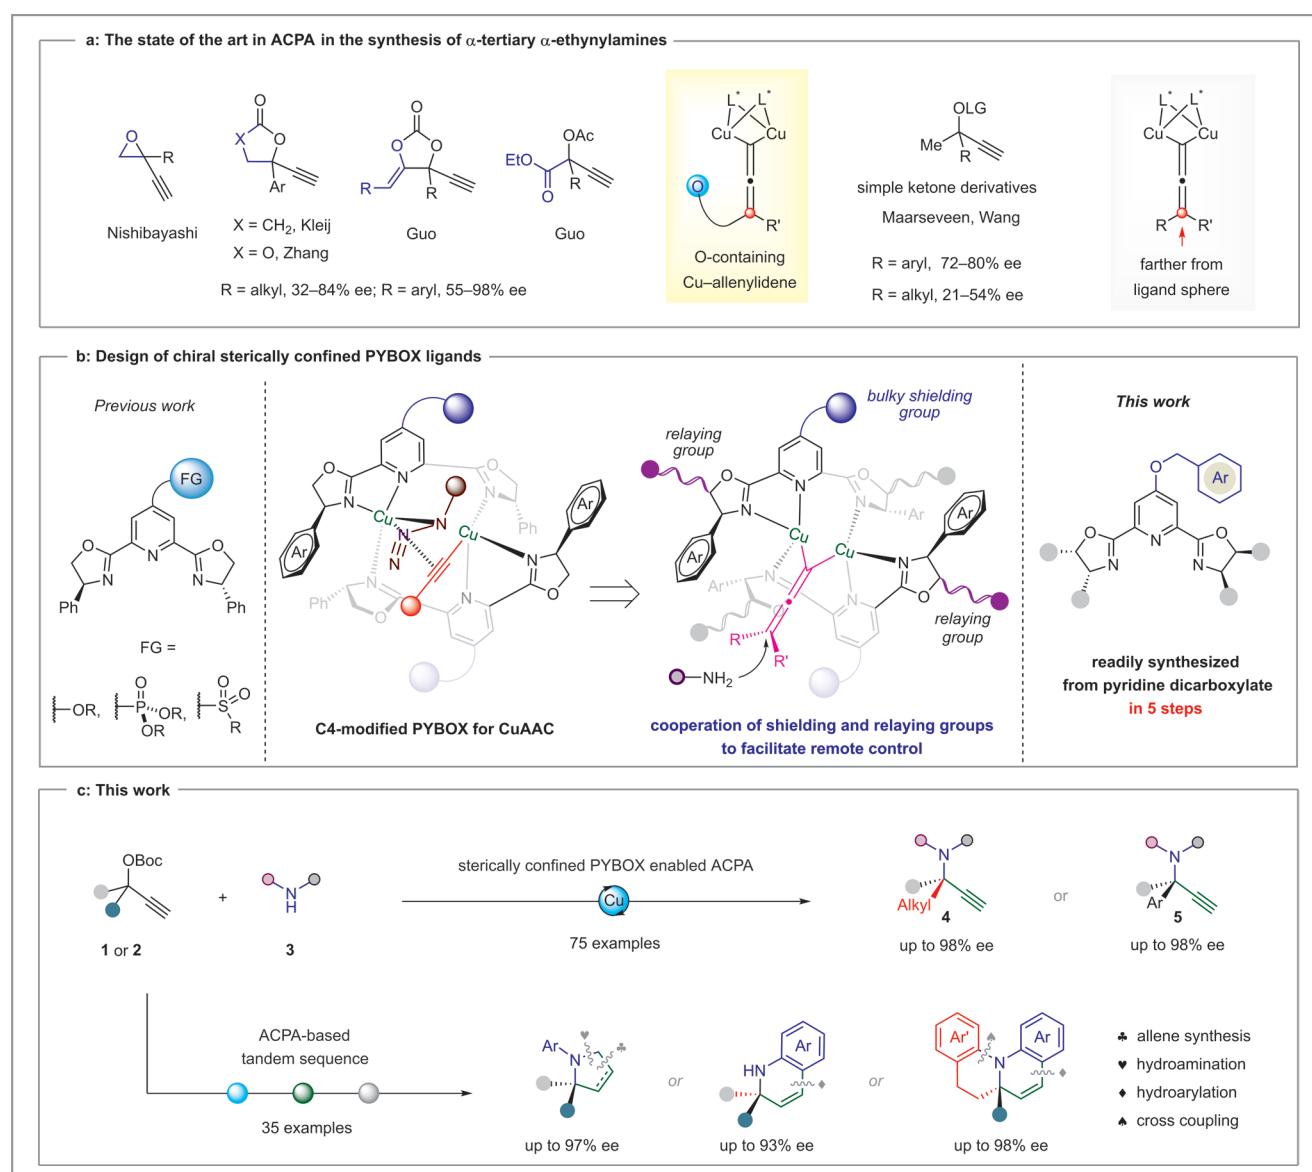 a: The state of the art in ACPA in the synthesis of α-tertiary α-ethynylamines
O
R
Nishibayashi
O
X
O
Ar
X = CH2, Kleij
X = O, Zhang
O
O
O
R
R
Guo
OAc
EtO
O
R
Guo
R = alkyl, 32–84% ee; R = aryl, 55–98% ee
L* L*
Cu Cu
O
R'
O-containing
Cu–allenylidene
OLG
Me
R
simple ketone derivatives
Maarseveen, Wang
R = aryl, 72–80% ee
R = alkyl, 21–54% ee
L* L*
Cu Cu
R R'
farther from
ligand sphere
b: Design of chiral sterically confined PYBOX ligands
Previous work
FG
O
N
N
N
O
Ph
Ph
FG =
OR,
O
P
OR,
OR
O
S
O
R
O
N
N
O
N
Ph
Cu
N
N
N
Cu
Ar
Ar
Ph
N
O
N
N
O
C4-modified PYBOX for CuAAC
bulky shielding
group
relaying
group
O
N
N
O
N
Ar
Ar
Ar
Cu
Cu
Ar
N
O
N
N
O
R
R'
NH2
relaying
group
cooperation of shielding and relaying groups
to facilitate remote control
This work
O
Ar
O
N
N
N
O
readily synthesized
from pyridine dicarboxylate
in 5 steps
c: This work
OBoc
1 or 2
+
N
H
3
sterically confined PYBOX enabled ACPA
Cu
75 examples
N
Alkyl
4
up to 98% ee
or
N
Ar
5
up to 98% ee
ACPA-based
tandem sequence
35 examples
Ar
N
♥
♣
up to 97% ee
or
HN
Ar
♦
up to 93% ee
or
Ar'
♠
Ar
N
♦
up to 98% ee
♣ allene synthesis
♥ hydroamination
♦ hydroarylation
♠ cross coupling